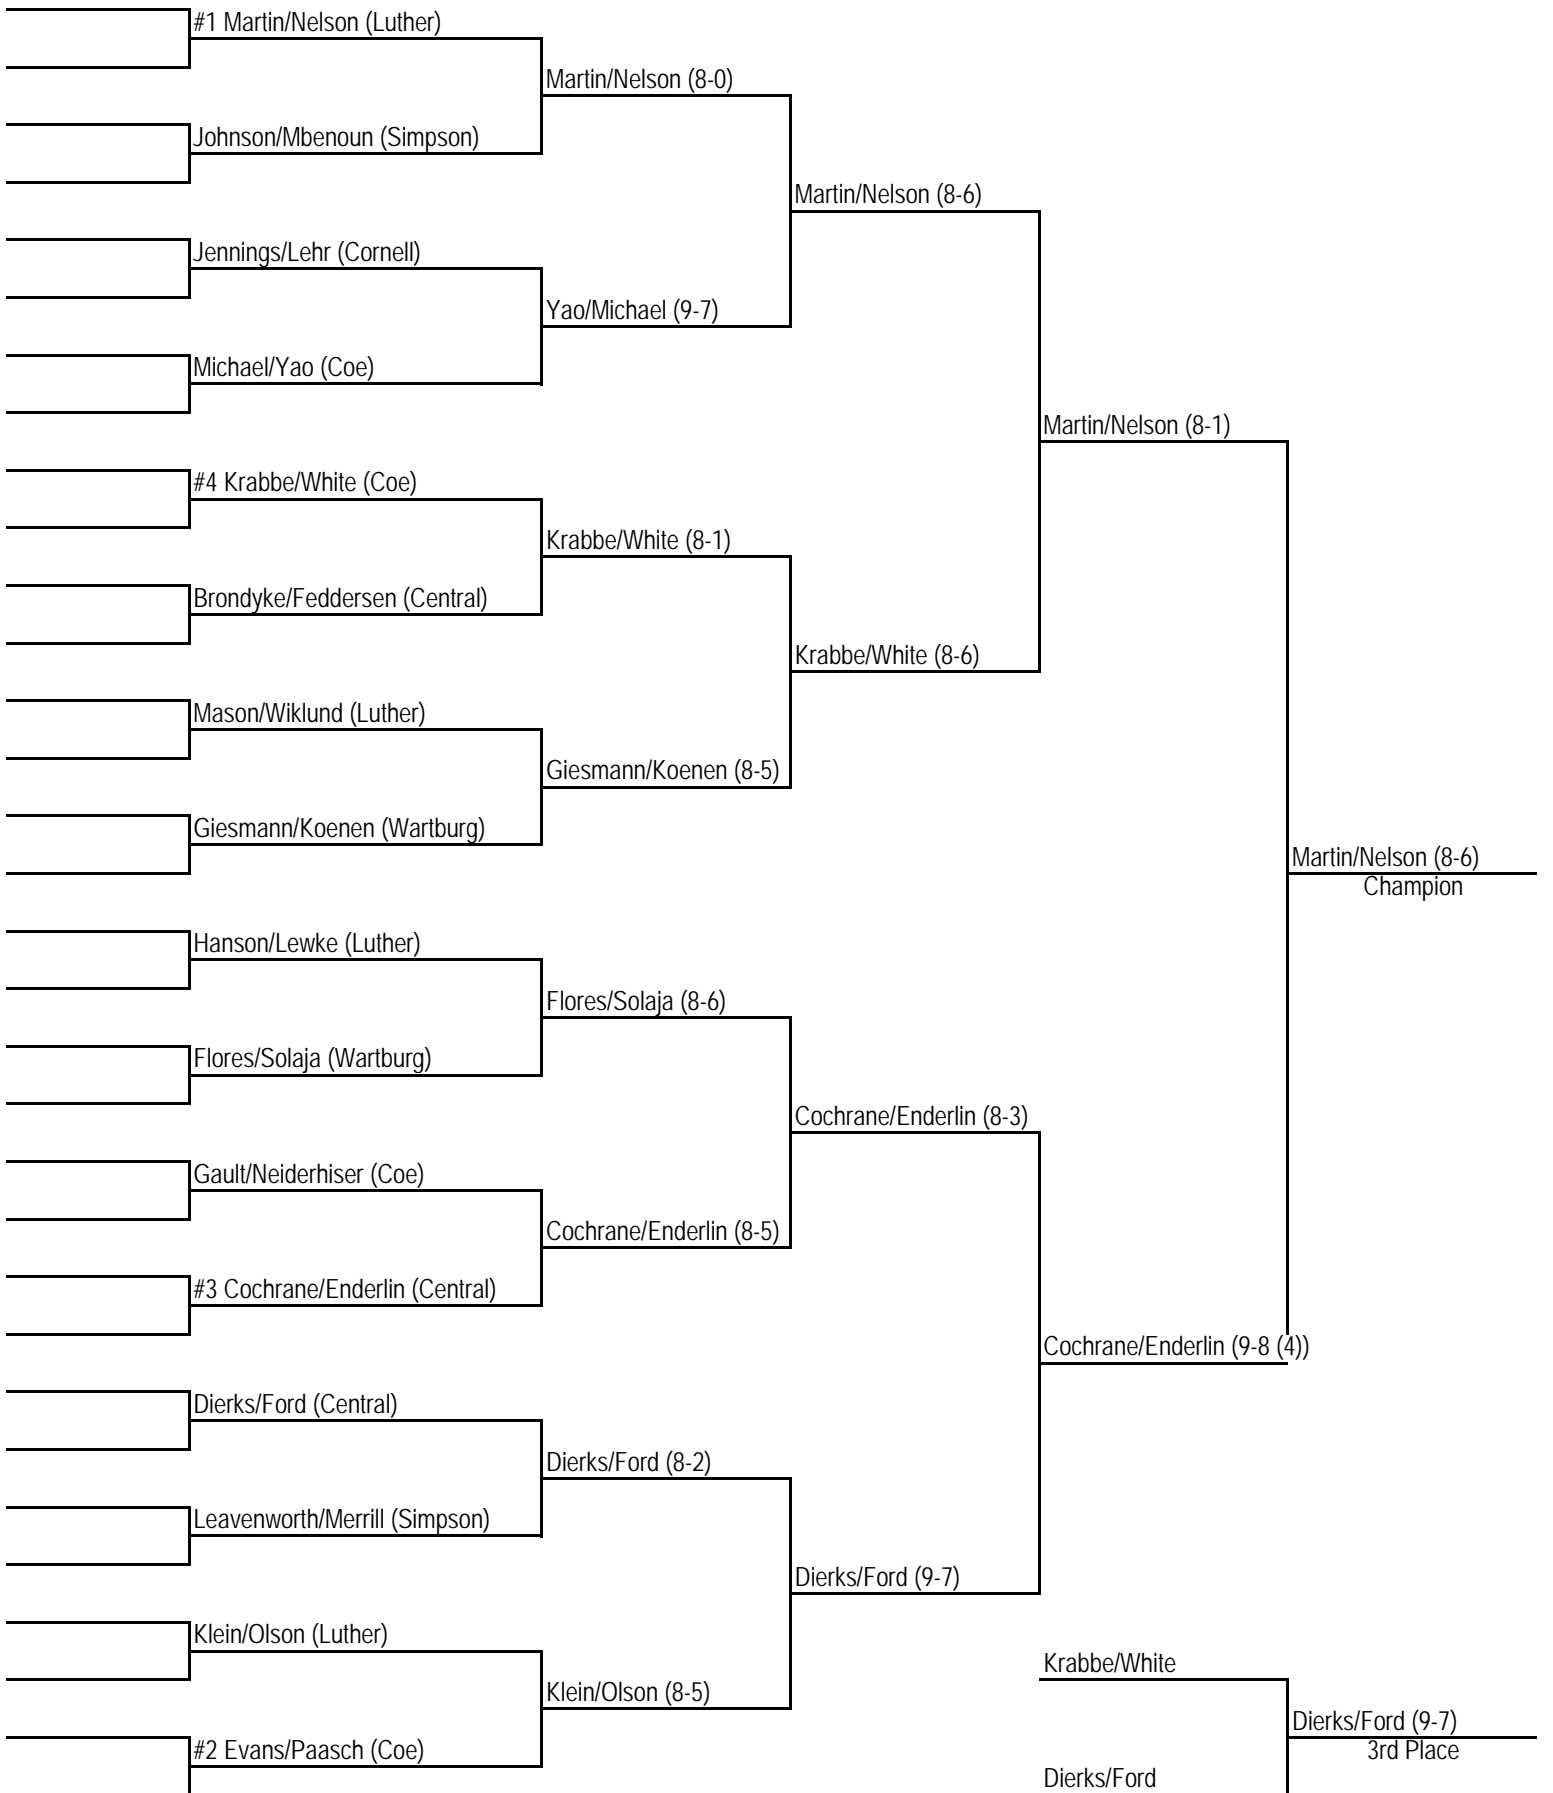 #1 Martin/Nelson (Luther)
Martin/Nelson (8-0)
Johnson/Mbenoun (Simpson)
Martin/Nelson (8-6)
Jennings/Lehr (Cornell)
Yao/Michael (9-7)
Michael/Yao (Coe)
Martin/Nelson (8-1)
#4 Krabbe/White (Coe)
Krabbe/White (8-1)
Brondyke/Feddersen (Central)
Krabbe/White (8-6)
Mason/Wiklund (Luther)
Giesmann/Koenen (8-5)
Giesmann/Koenen (Wartburg)
Martin/Nelson (8-6)
Champion
Hanson/Lewke (Luther)
Flores/Solaja (8-6)
Flores/Solaja (Wartburg)
Cochrane/Enderlin (8-3)
Gault/Neiderhiser (Coe)
Cochrane/Enderlin (8-5)
#3 Cochrane/Enderlin (Central)
Cochrane/Enderlin (9-8 (4))
Dierks/Ford (Central)
Dierks/Ford (8-2)
Leavenworth/Merrill (Simpson)
Dierks/Ford (9-7)
Klein/Olson (Luther)
Krabbe/White
Klein/Olson (8-5)
Dierks/Ford (9-7)
#2 Evans/Paasch (Coe)
3rd Place
Dierks/Ford